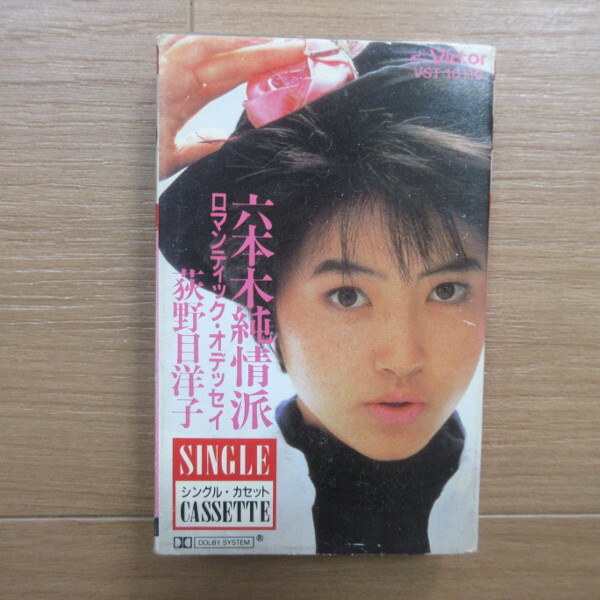 Victor
六本木純情派
ロマンティック・オデッセイ
荻野目洋子
SINGLE
シングル・カセット
CASSETTE
DOLBY SYSTEM ®